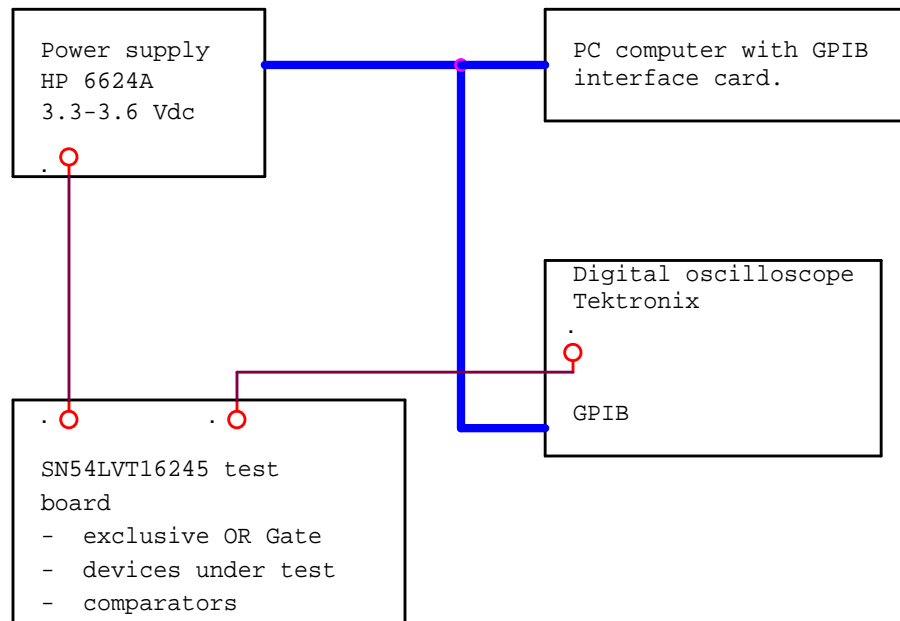 Power supply
HP 6624A
3.3-3.6 Vdc
.
PC computer with GPIB
interface card.
Digital oscilloscope
Tektronix
.
GPIB
. .
SN54LVT16245 test
board
- exclusive OR Gate
- devices under test
- comparators